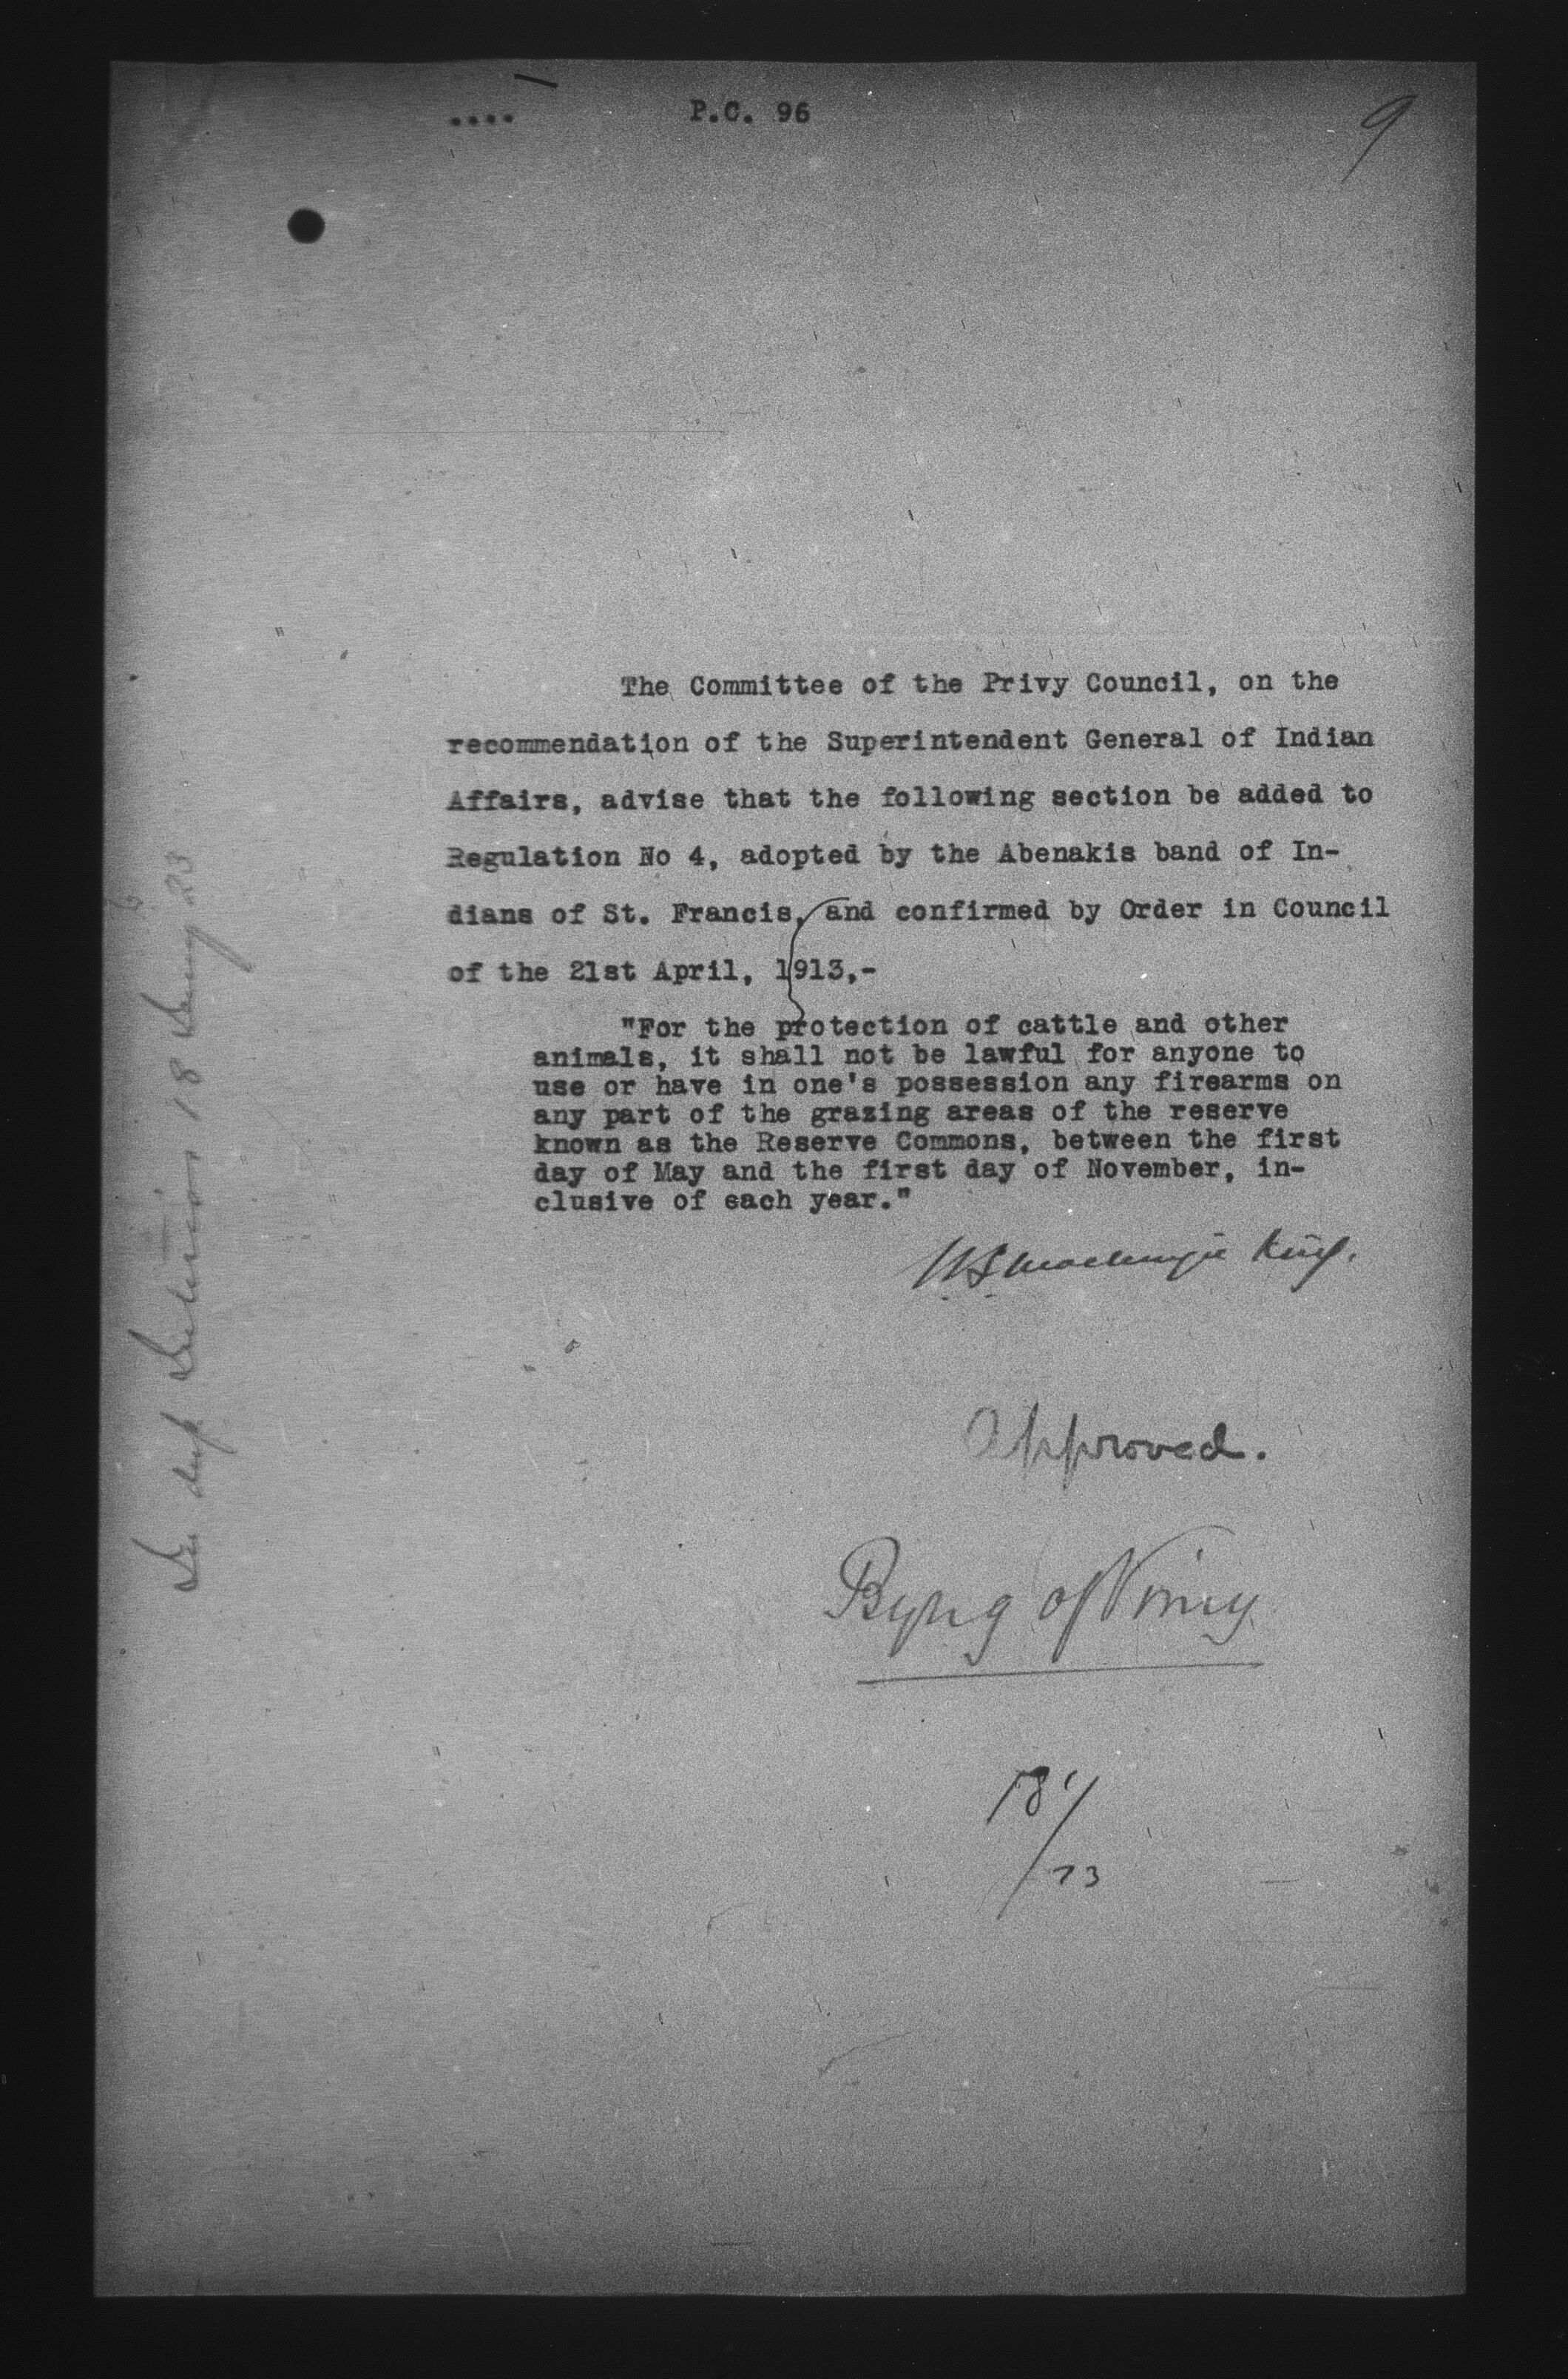 .... P.C. 96
9
The Committee of the Privy Council, on the
recommendation of the Superintendent General of Indian
Affairs, advise that the following section be added to
Regulation No 4, adopted by the Abenakis band of In-
dians of St. Francis, and confirmed by Order in Council
of the 21st April, 1913,-
"For the protection of cattle and other
animals, it shall not be lawful for anyone to
use or have in one's possession any firearms on
any part of the grazing areas of the reserve
known as the Reserve Commons, between the first
day of May and the first day of November, in-
clusive of each year."
W L Mackenzie King.
Approved.
Byng of Vimy
18/1
/23
18 23